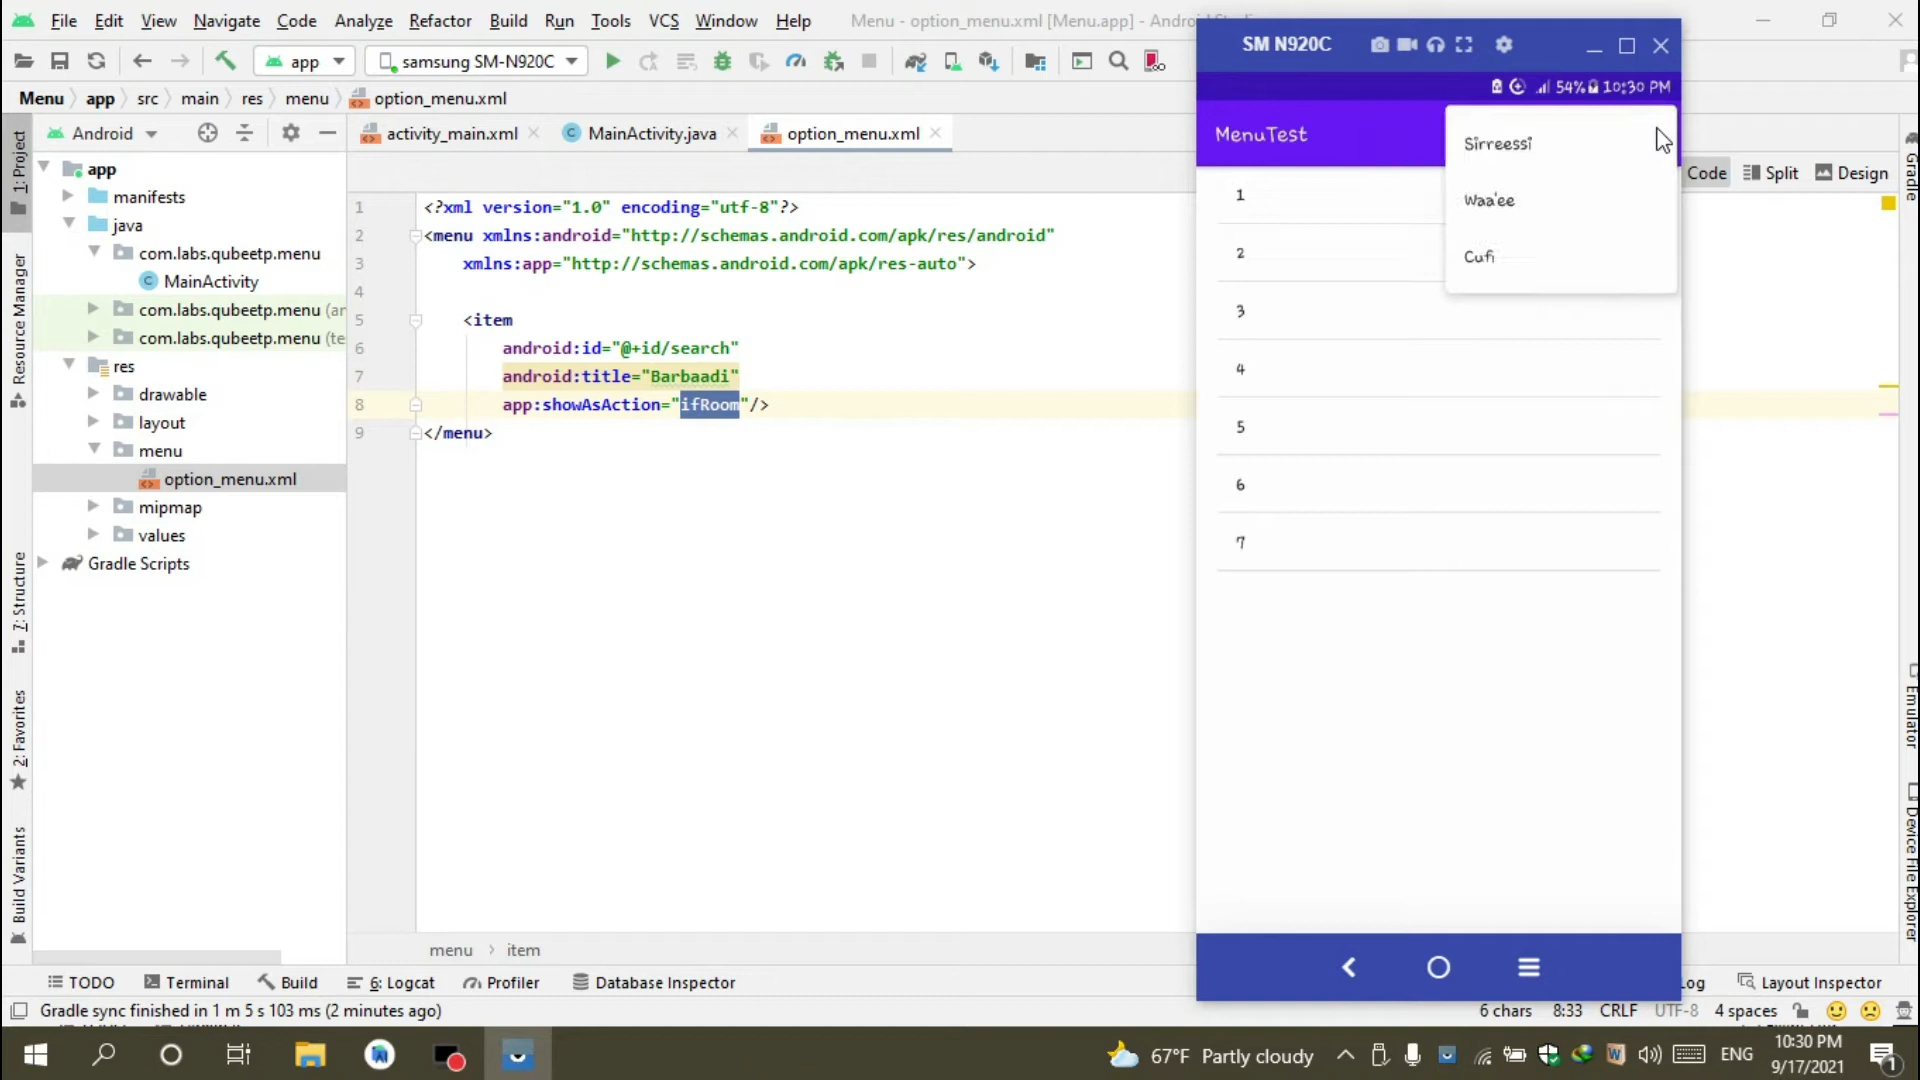 File Edit View Navigate Code Analyze Refactor Build Run Tools VCS Window Help Menu - option_menu.xml [Menu.app] -
app samsung SM-N920C
Menu app src main res menu option_menu.xml
Android
activity_main.xml MainActivity.java option_menu.xml
Code Split Design
1: Project
Resource Manager
7: Structure
2: Favorites
Build Variants
app
manifests
java
com.labs.qubeetp.menu
MainActivity
com.labs.qubeetp.menu (ar
com.labs.qubeetp.menu (te
res
drawable
layout
menu
option_menu.xml
mipmap
values
Gradle Scripts
1 <?xml version="1.0" encoding="utf-8"?>
2 <menu xmlns:android="http://schemas.android.com/apk/res/android"
3 xmlns:app="http://schemas.android.com/apk/res-auto">
4
5 <item
6 android:id="@+id/search"
7 android:title="Barbaadi"
8 app:showAsAction="ifRoom"/>
9 </menu>
menu item
SM N920C
54% 10:30 PM
MenuTest
Sirreessi
Waa'ee
Cufi
1
2
3
4
5
6
7
Gradle
Emulator
Device File Explorer
TODO Terminal Build 6: Logcat Profiler Database Inspector
Log Layout Inspector
Gradle sync finished in 1 m 5 s 103 ms (2 minutes ago)
6 chars 8:33 CRLF UTF-8 4 spaces
67°F Partly cloudy
ENG
10:30 PM
9/17/2021
1